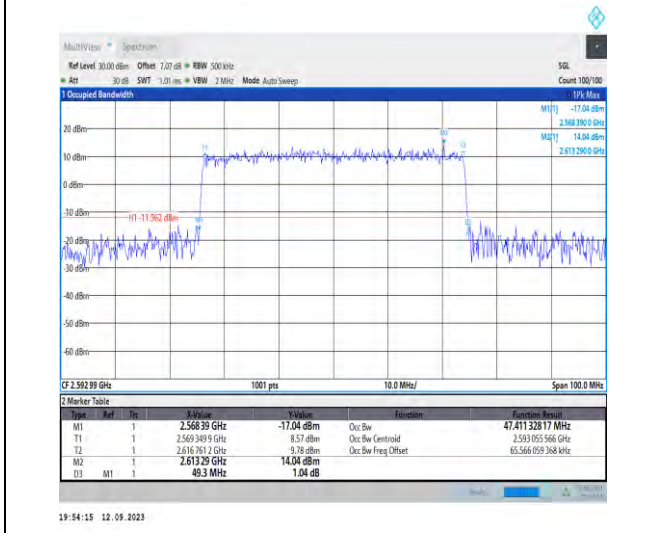 MultiView Spectrum
Ref Level 30.00 dBm Offset 7.07 dB RBW 500 kHz SGL
Att 30 dB SWT 1.01 ms VBW 2 MHz Mode Auto Sweep Count 100/100
1 Occupied Bandwidth 1Pk Max
M1[1] -17.04 dBm
2.568 390 0 GHz
M2[1] 14.04 dBm
2.613 290 0 GHz
20 dBm
M2
T1
T2
10 dBm
0 dBm
-10 dBm
H1 -11.962 dBm
M1
D3
-20 dBm
-30 dBm
-40 dBm
-50 dBm
-60 dBm
CF 2.592 99 GHz 1001 pts 10.0 MHz/ Span 100.0 MHz
2 Marker Table
Type Ref Trc X-Value Y-Value Function Function Result
M1 1 2.568 39 GHz -17.04 dBm Occ Bw 47.411 328 17 MHz
T1 1 2.569 349 9 GHz 8.57 dBm Occ Bw Centroid 2.593 055 566 GHz
T2 1 2.616 761 2 GHz 9.78 dBm Occ Bw Freq Offset 65.566 059 368 kHz
M2 1 2.613 29 GHz 14.04 dBm
D3 M1 1 49.3 MHz 1.04 dB
19:54:15 12.09.2023